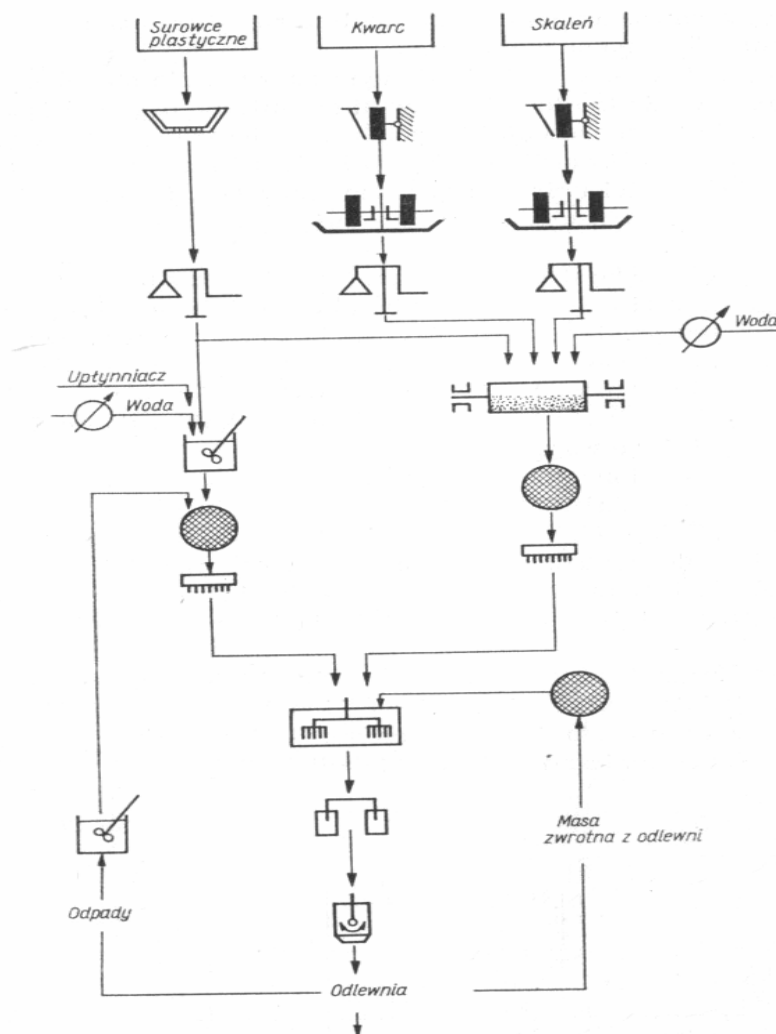 Surowce
plastyczne
Kwarc
Skaleń
Woda
Upłynniacz
Woda
Masa
zwrotna z odlewni
Odpady
Odlewnia